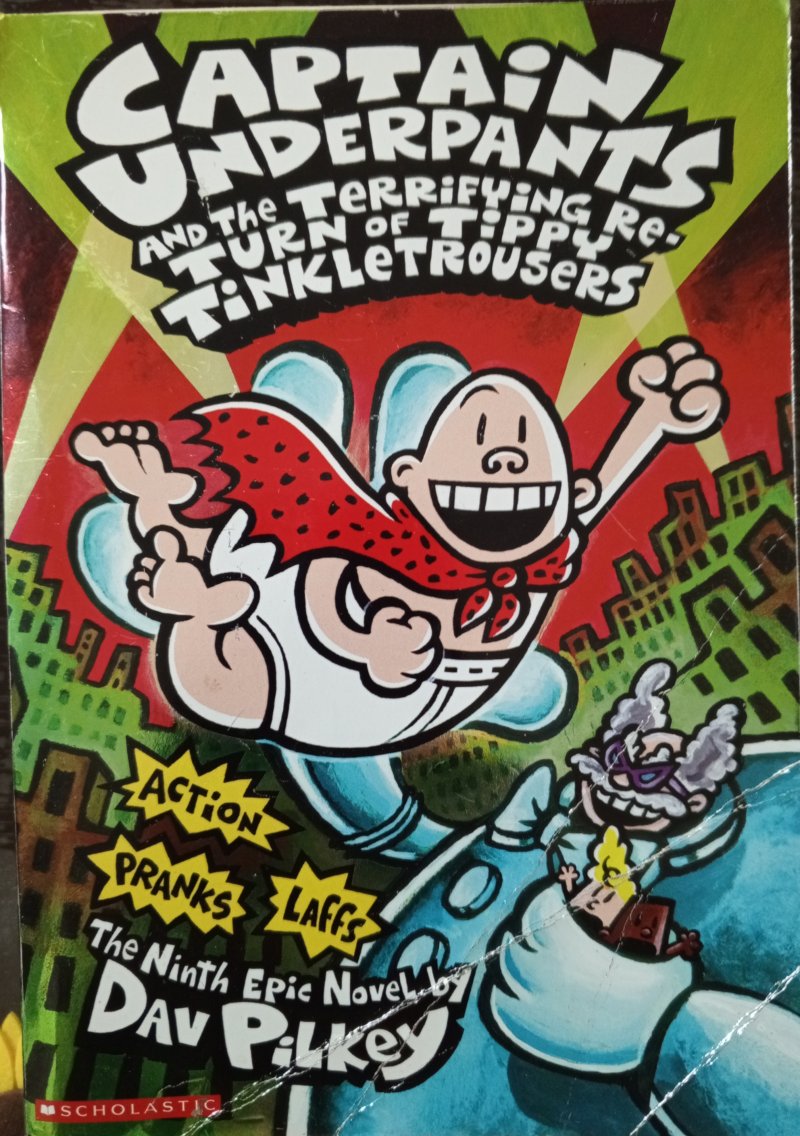 CAPTAIN
UNDERPANTS
AND THE TERRIFYING RE-
TURN OF TIPPY
TINKLETROUSERS
ACTION
PRANKS
LAFFS
The Ninth Epic Novel by
DAV PILKEY
SCHOLASTIC